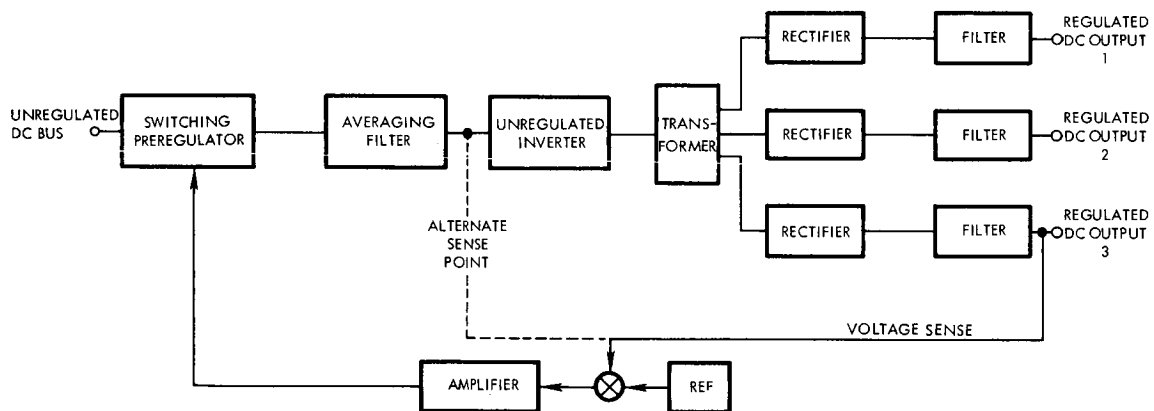 UNREGULATED
DC BUS
SWITCHING
PREREGULATOR
AVERAGING
FILTER
UNREGULATED
INVERTER
TRANS-
FORMER
RECTIFIER
FILTER
REGULATED
DC OUTPUT
1
RECTIFIER
FILTER
REGULATED
DC OUTPUT
2
RECTIFIER
FILTER
REGULATED
DC OUTPUT
3
ALTERNATE
SENSE
POINT
VOLTAGE SENSE
AMPLIFIER
REF